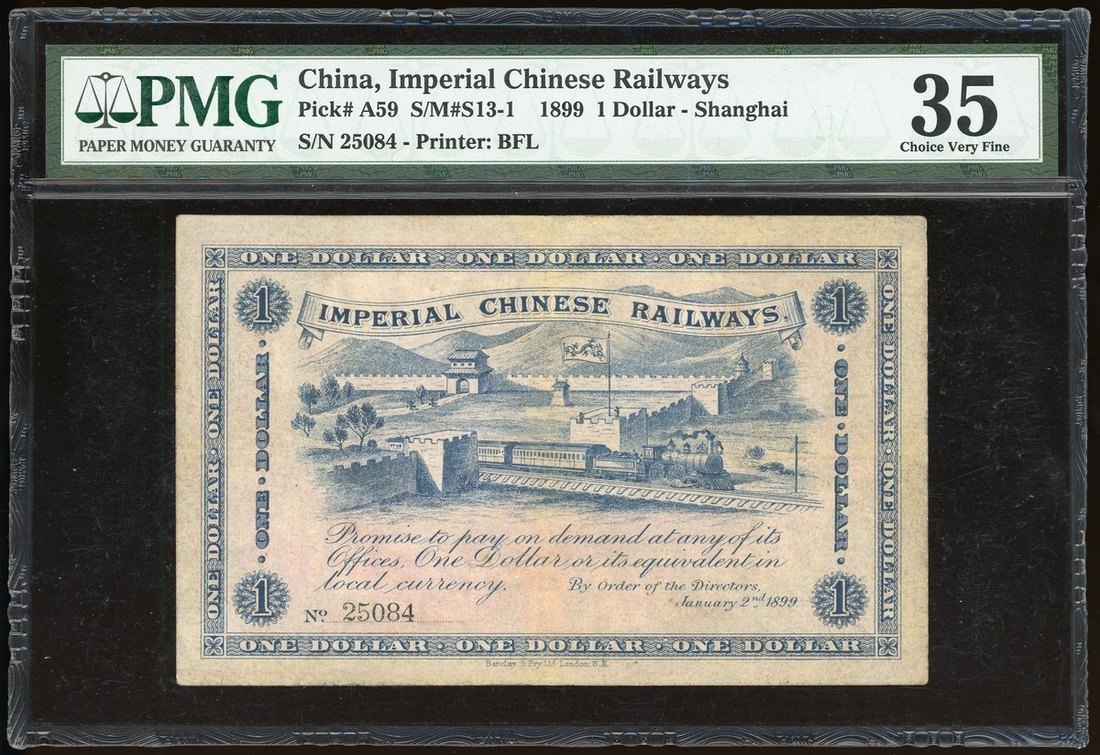 PMG
PAPER MONEY GUARANTY
China, Imperial Chinese Railways
Pick# A59 S/M#S13-1 1899 1 Dollar - Shanghai
S/N 25084 - Printer: BFL
35
Choice Very Fine
ONE DOLLAR · ONE DOLLAR · ONE DOLLAR
1
1
IMPERIAL CHINESE RAILWAYS.
ONE DOLLAR · ONE DOLLAR
· ONE · DOLLAR ·
· ONE · DOLLAR ·
ONE DOLLAR · ONE DOLLAR
Promise to pay on demand at any of its
Offices, One Dollar or its equivalent in
local currency.
By Order of the Directors,
January 2nd 1899
1
1
No. 25084
ONE DOLLAR · ONE DOLLAR · ONE DOLLAR
Barclay & Fry Ltd London. S.E.